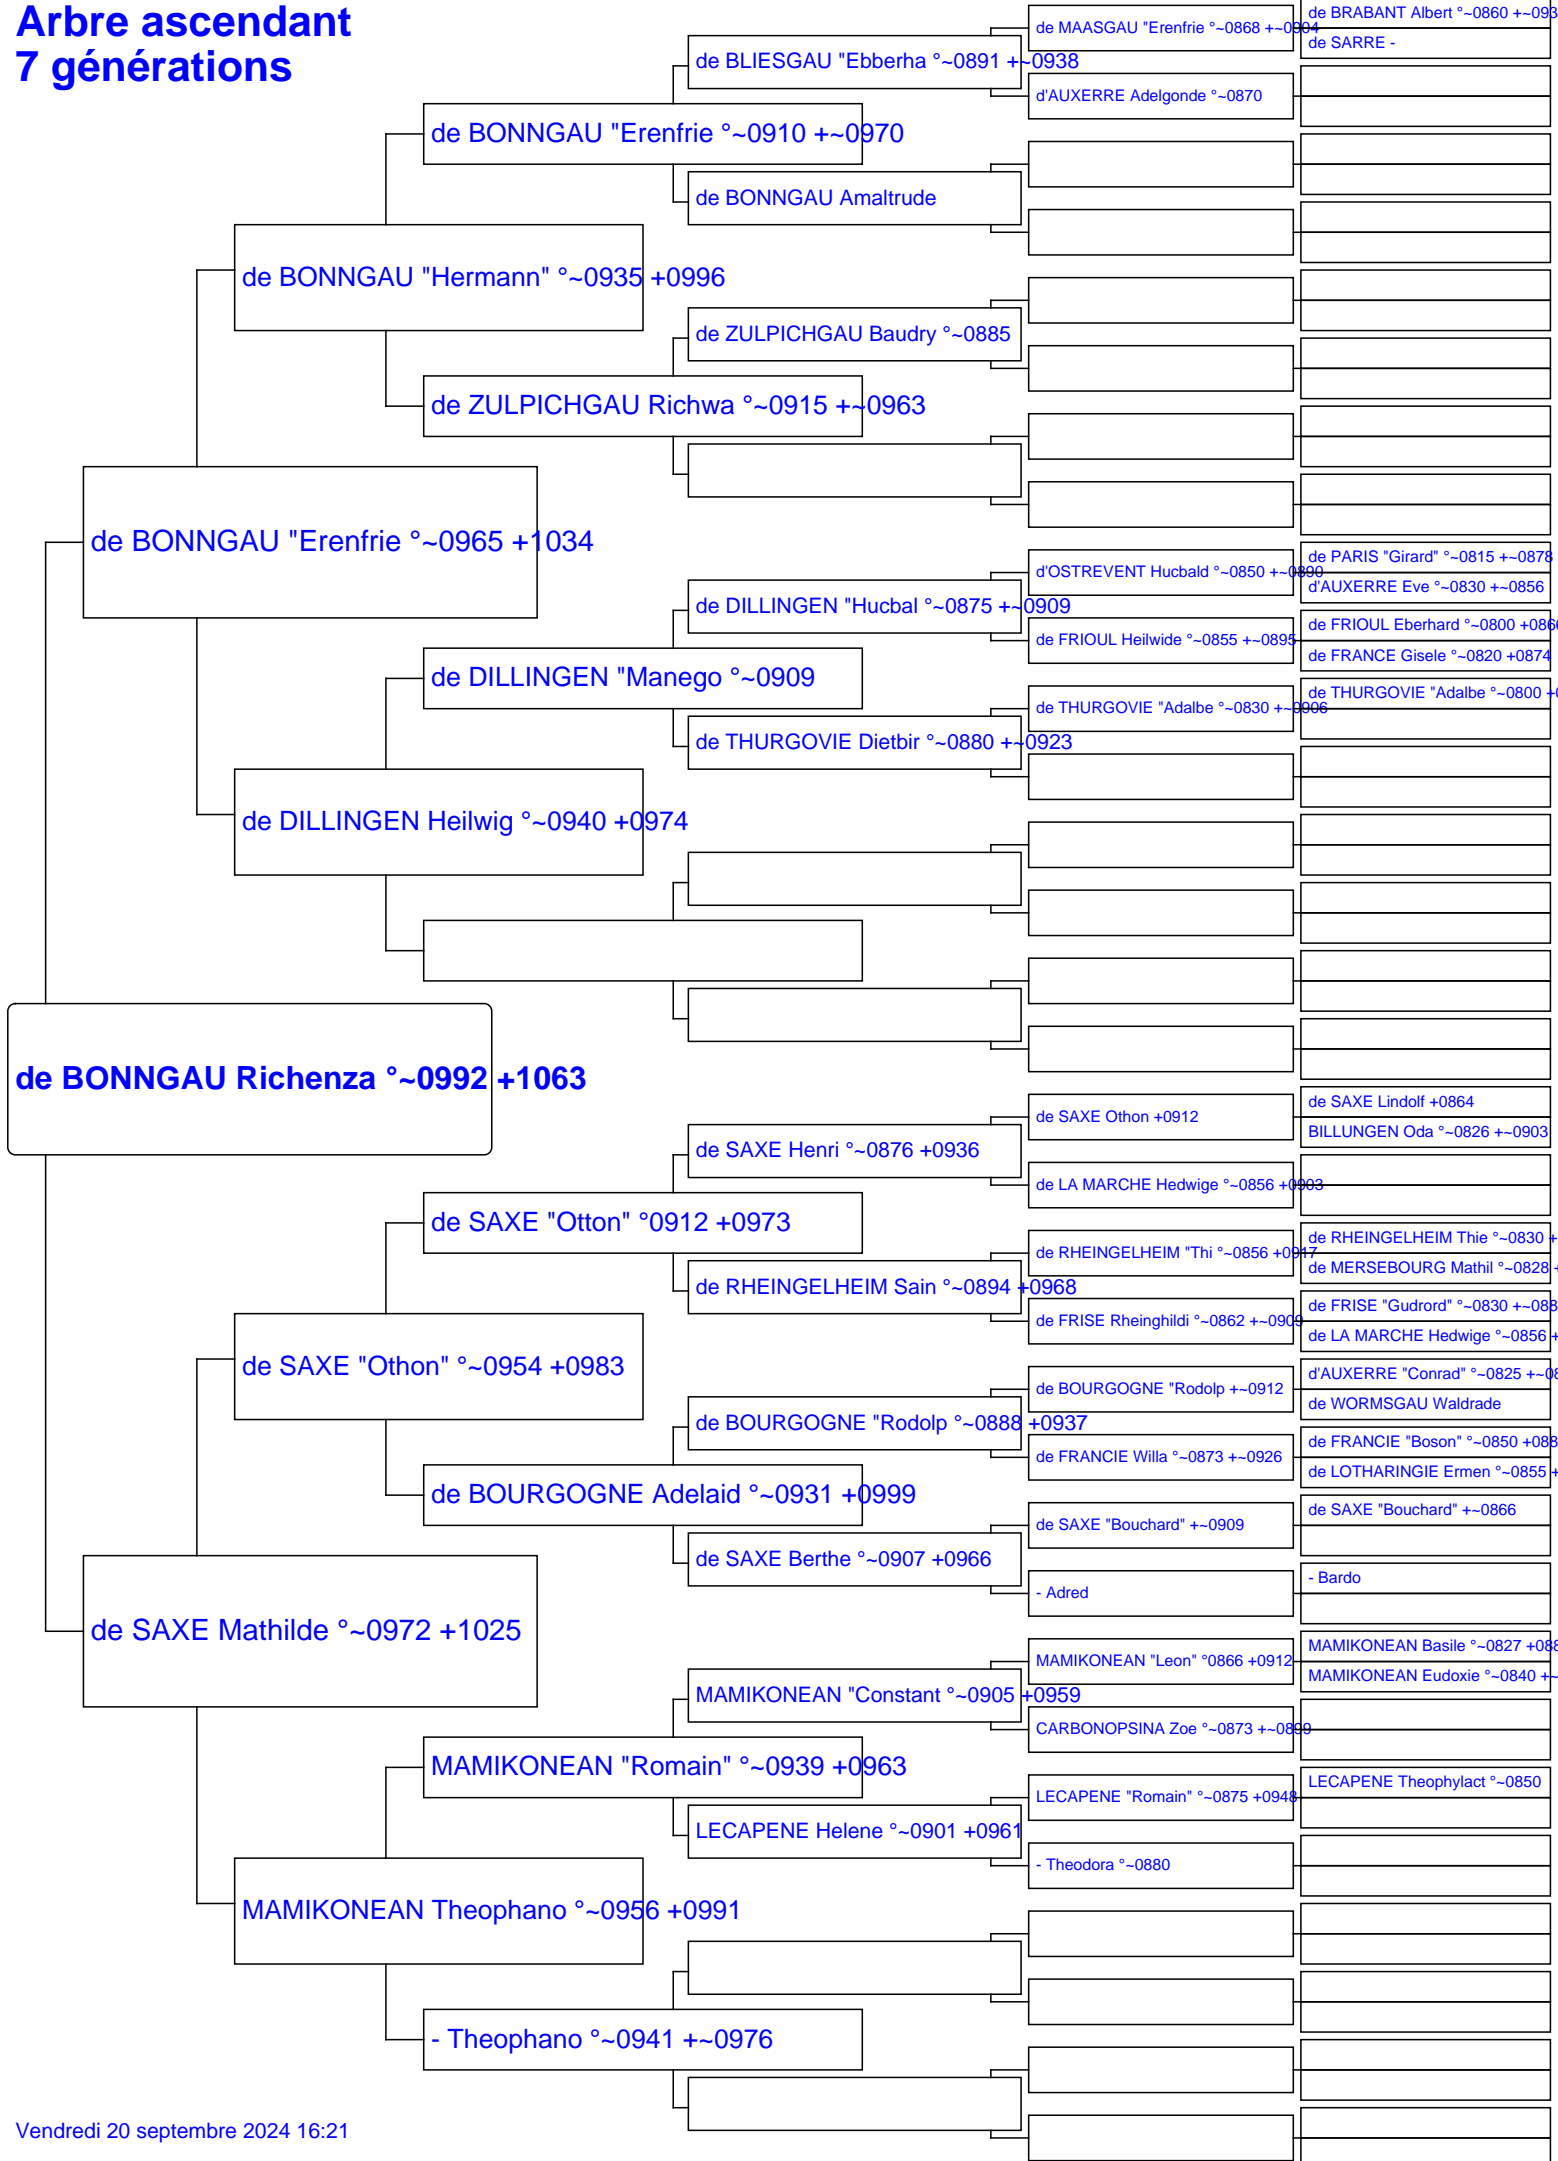 Arbre ascendant
7 générations
de BRABANT Albert °~0860 +~093
de MAASGAU "Erenfrie °~0868 +~0904
de SARRE -
de BLIESGAU "Ebberha °~0891 +~0938
d'AUXERRE Adelgonde °~0870
de BONNGAU "Erenfrie °~0910 +~0970
de BONNGAU Amaltrude
de BONNGAU "Hermann" °~0935 +0996
de ZULPICHGAU Baudry °~0885
de ZULPICHGAU Richwa °~0915 +~0963
de BONNGAU "Erenfrie °~0965 +1034
de PARIS "Girard" °~0815 +~0878
d'OSTREVENT Hucbald °~0850 +~0890
d'AUXERRE Eve °~0830 +~0856
de DILLINGEN "Hucbal °~0875 +~0909
de FRIOUL Eberhard °~0800 +086
de FRIOUL Heilwide °~0855 +~0895
de FRANCE Gisele °~0820 +0874
de DILLINGEN "Manego °~0909
de THURGOVIE "Adalbe °~0800 +0
de THURGOVIE "Adalbe °~0830 +~0906
de THURGOVIE Dietbir °~0880 +~0923
de DILLINGEN Heilwig °~0940 +0974
de BONNGAU Richenza °~0992 +1063
de SAXE Lindolf +0864
de SAXE Othon +0912
BILLUNGEN Oda °~0826 +~0903
de SAXE Henri °~0876 +0936
de LA MARCHE Hedwige °~0856 +0903
de SAXE "Otton" °0912 +0973
de RHEINGELHEIM Thie °~0830 +
de RHEINGELHEIM "Thi °~0856 +0917
de MERSEBOURG Mathil °~0828 +
de RHEINGELHEIM Sain °~0894 +0968
de FRISE "Gudrord" °~0830 +~088
de FRISE Rheinghildi °~0862 +~0909
de LA MARCHE Hedwige °~0856 +
de SAXE "Othon" °~0954 +0983
d'AUXERRE "Conrad" °~0825 +~08
de BOURGOGNE "Rodolp +~0912
de WORMSGAU Waldrade
de BOURGOGNE "Rodolp °~0888 +0937
de FRANCIE "Boson" °~0850 +088
de FRANCIE Willa °~0873 +~0926
de LOTHARINGIE Ermen °~0855 +
de BOURGOGNE Adelaid °~0931 +0999
de SAXE "Bouchard" +~0866
de SAXE "Bouchard" +~0909
de SAXE Berthe °~0907 +0966
- Bardo
- Adred
de SAXE Mathilde °~0972 +1025
MAMIKONEAN Basile °~0827 +088
MAMIKONEAN "Leon" °0866 +0912
MAMIKONEAN Eudoxie °~0840 +~
MAMIKONEAN "Constant °~0905 +0959
CARBONOPSINA Zoe °~0873 +~0899
MAMIKONEAN "Romain" °~0939 +0963
LECAPENE Theophylact °~0850
LECAPENE "Romain" °~0875 +0948
LECAPENE Helene °~0901 +0961
- Theodora °~0880
MAMIKONEAN Theophano °~0956 +0991
- Theophano °~0941 +~0976
Vendredi 20 septembre 2024 16:21